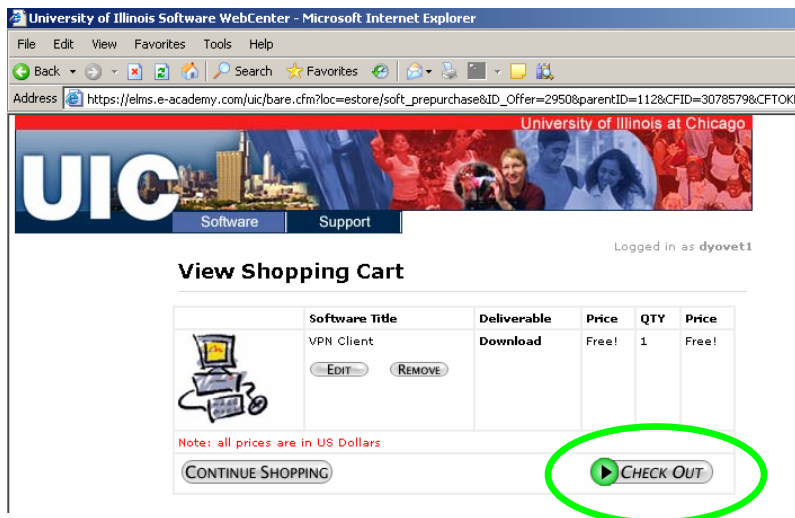 University of Illinois Software WebCenter - Microsoft Internet Explorer
File Edit View Favorites Tools Help
Back Search Favorites
Address https://elms.e-academy.com/uic/bare.cfm?loc=estore/soft_prepurchase&ID_Offer=2950&parentID=112&CFID=3078579&CFTOK
University of Illinois at Chicago
UIC
Software Support
Logged in as dyovet1
View Shopping Cart
Software Title Deliverable Price QTY Price
VPN Client Download Free! 1 Free!
EDIT REMOVE
Note: all prices are in US Dollars
CONTINUE SHOPPING CHECK OUT